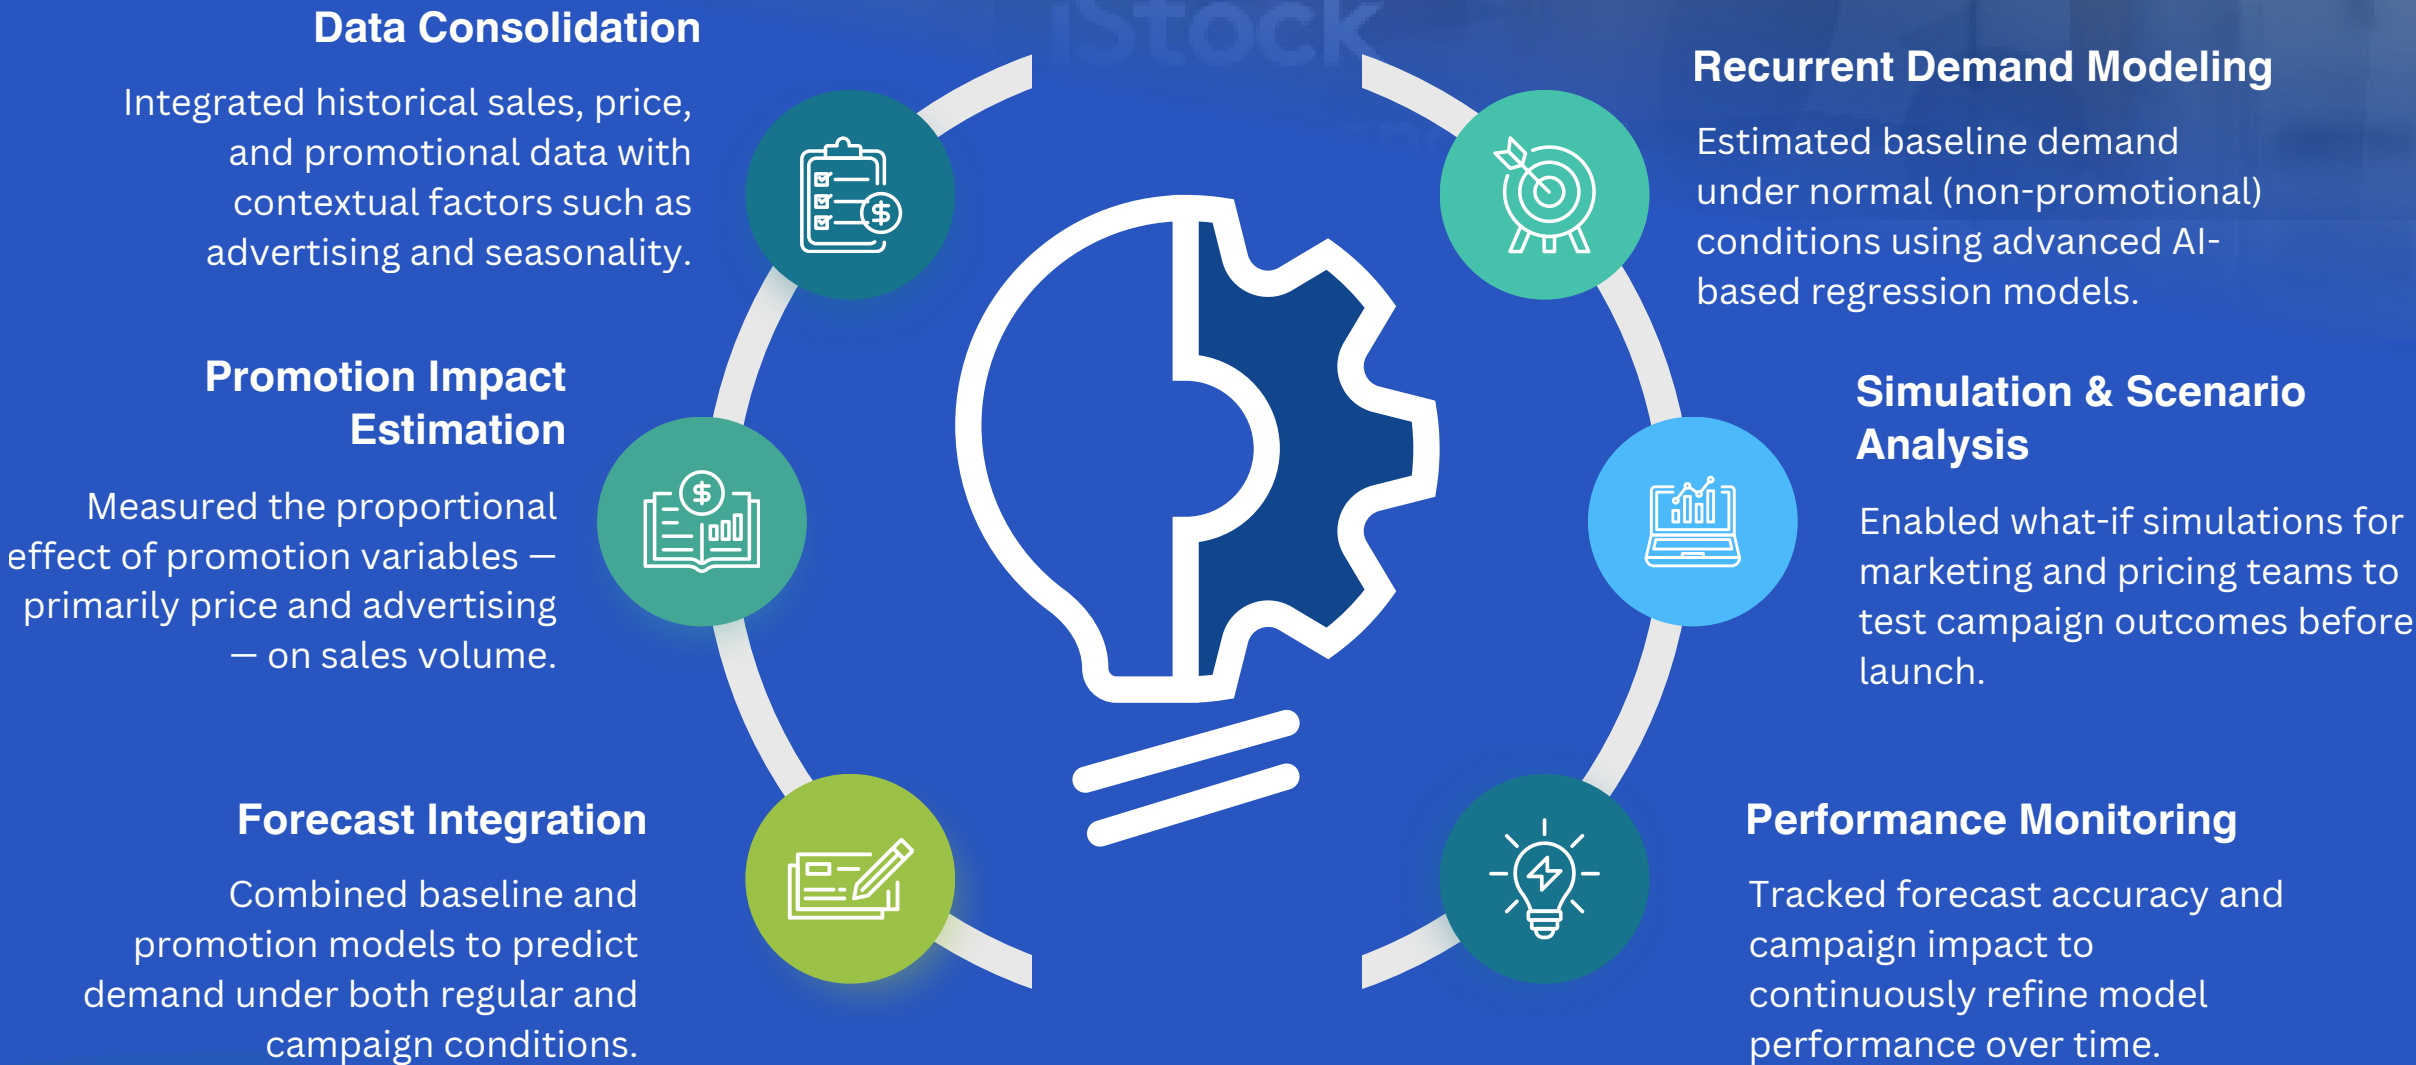 iStock
Data Consolidation
Integrated historical sales, price,
and promotional data with
contextual factors such as
advertising and seasonality.
Recurrent Demand Modeling
Estimated baseline demand
under normal (non-promotional)
conditions using advanced AI-
based regression models.
Promotion Impact
Estimation
Measured the proportional
effect of promotion variables —
primarily price and advertising
— on sales volume.
Simulation & Scenario
Analysis
Enabled what-if simulations for
marketing and pricing teams to
test campaign outcomes before
launch.
Forecast Integration
Combined baseline and
promotion models to predict
demand under both regular and
campaign conditions.
Performance Monitoring
Tracked forecast accuracy and
campaign impact to
continuously refine model
performance over time.